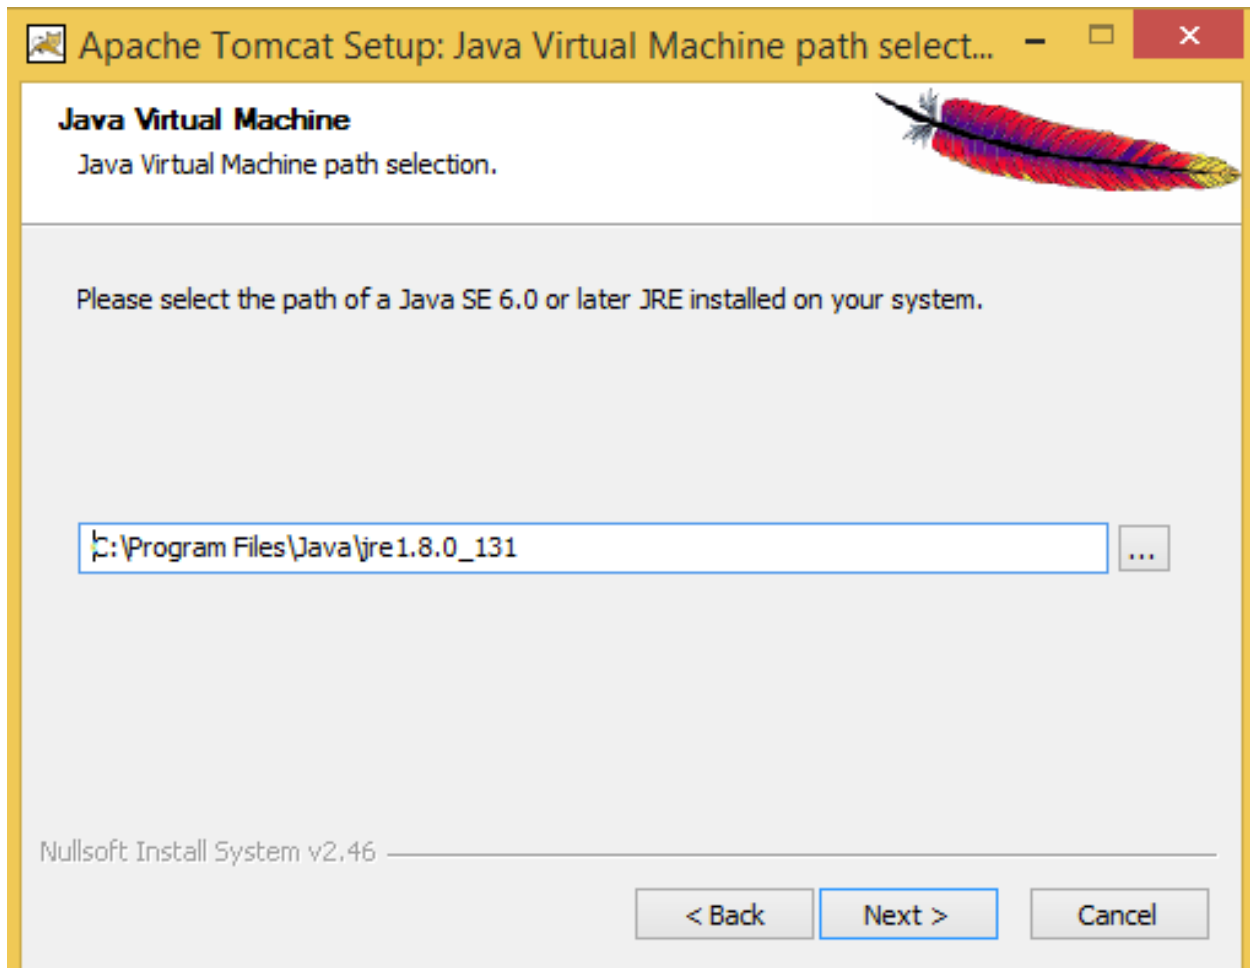 Apache Tomcat Setup: Java Virtual Machine path select...
Java Virtual Machine
Java Virtual Machine path selection.
Please select the path of a Java SE 6.0 or later JRE installed on your system.
C:\Program Files\Java\jre1.8.0_131
...
Nullsoft Install System v2.46
< Back Next > Cancel